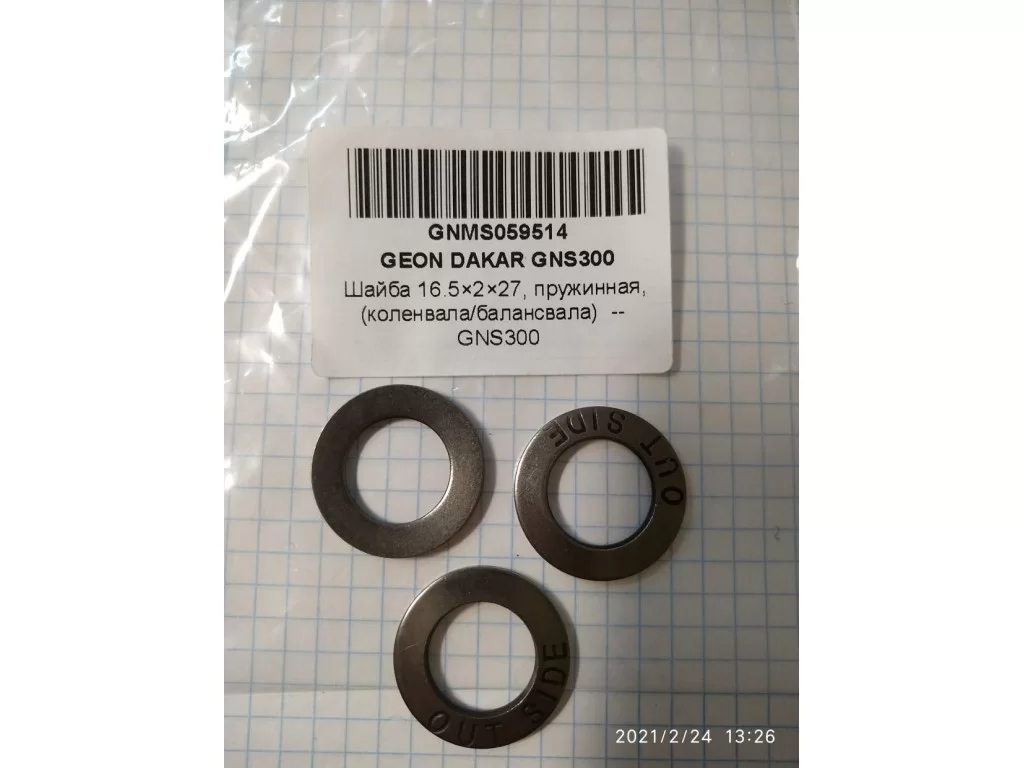 GNMS059514
GEON DAKAR GNS300
Шайба 16.5×2×27, пружинная,
(коленвала/балансвала) --
GNS300
OUT SIDE
OUT SIDE
2021/2/24 13:26